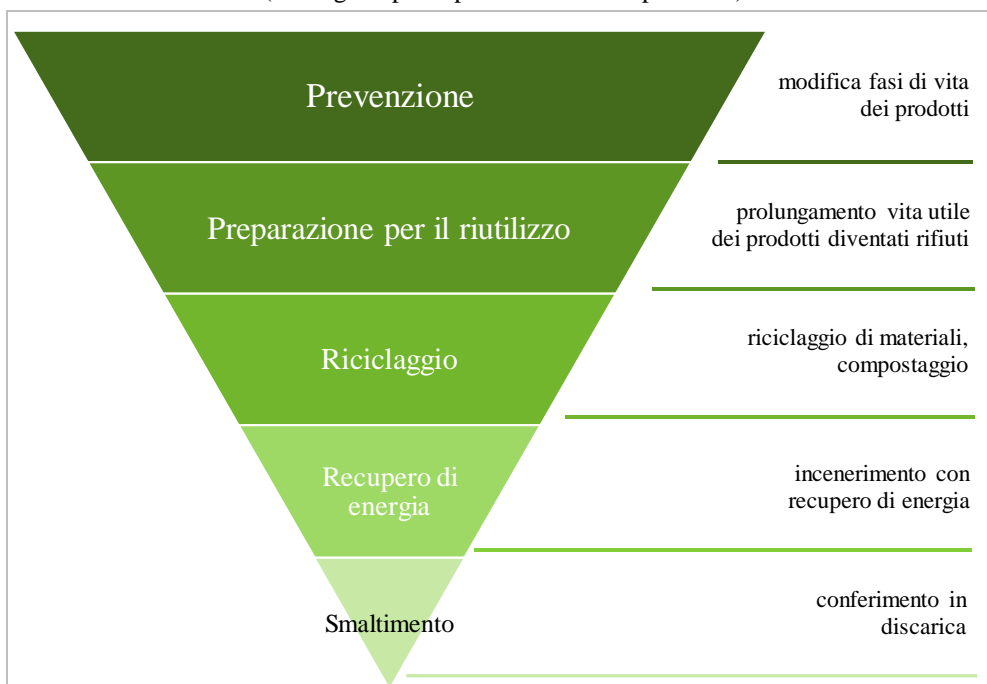 Prevenzione
modifica fasi di vita
dei prodotti
Preparazione per il riutilizzo
prolungamento vita utile
dei prodotti diventati rifiuti
Riciclaggio
riciclaggio di materiali,
compostaggio
Recupero di
energia
incenerimento con
recupero di energia
Smaltimento
conferimento in
discarica